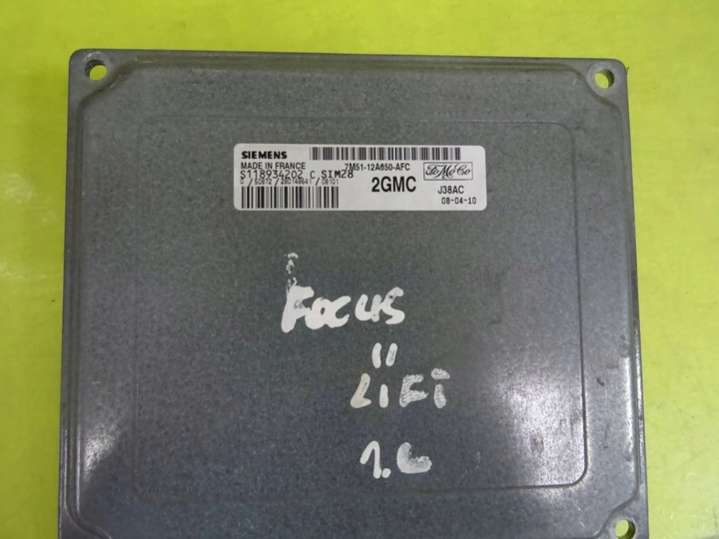 SIEMENS
MADE IN FRANCE
7M51-12A650-AFC
S118934202 C SIM28
2GMC
FoMoCo
J38AC
08-04-10
FOCUS
II
LIFT
1.6